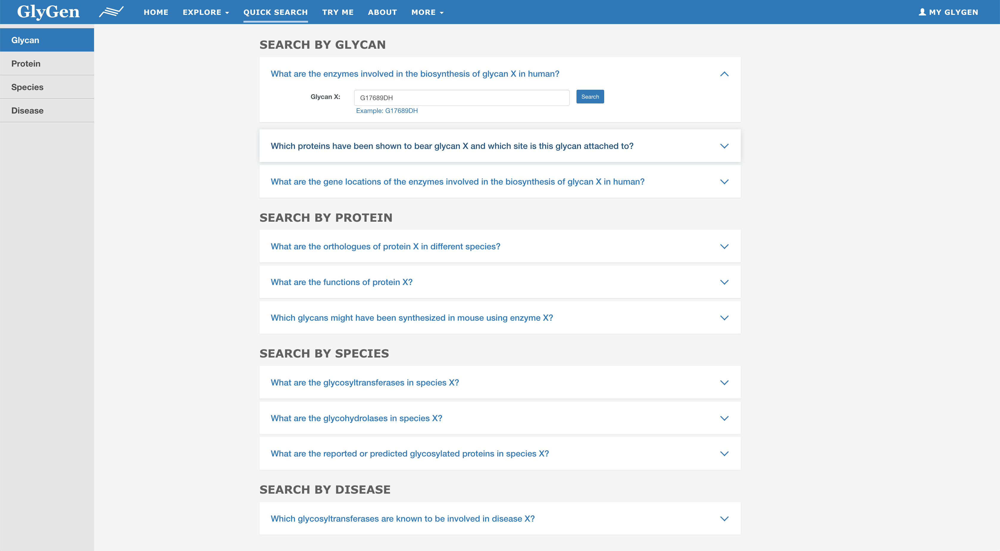 GlyGen HOME EXPLORE QUICK SEARCH TRY ME ABOUT MORE MY GLYGEN
Glycan
Protein
Species
Disease
SEARCH BY GLYCAN
What are the enzymes involved in the biosynthesis of glycan X in human?
Glycan X: G17689DH Search
Example: G17689DH
Which proteins have been shown to bear glycan X and which site is this glycan attached to?
What are the gene locations of the enzymes involved in the biosynthesis of glycan X in human?
SEARCH BY PROTEIN
What are the orthologues of protein X in different species?
What are the functions of protein X?
Which glycans might have been synthesized in mouse using enzyme X?
SEARCH BY SPECIES
What are the glycosyltransferases in species X?
What are the glycohydrolases in species X?
What are the reported or predicted glycosylated proteins in species X?
SEARCH BY DISEASE
Which glycosyltransferases are known to be involved in disease X?